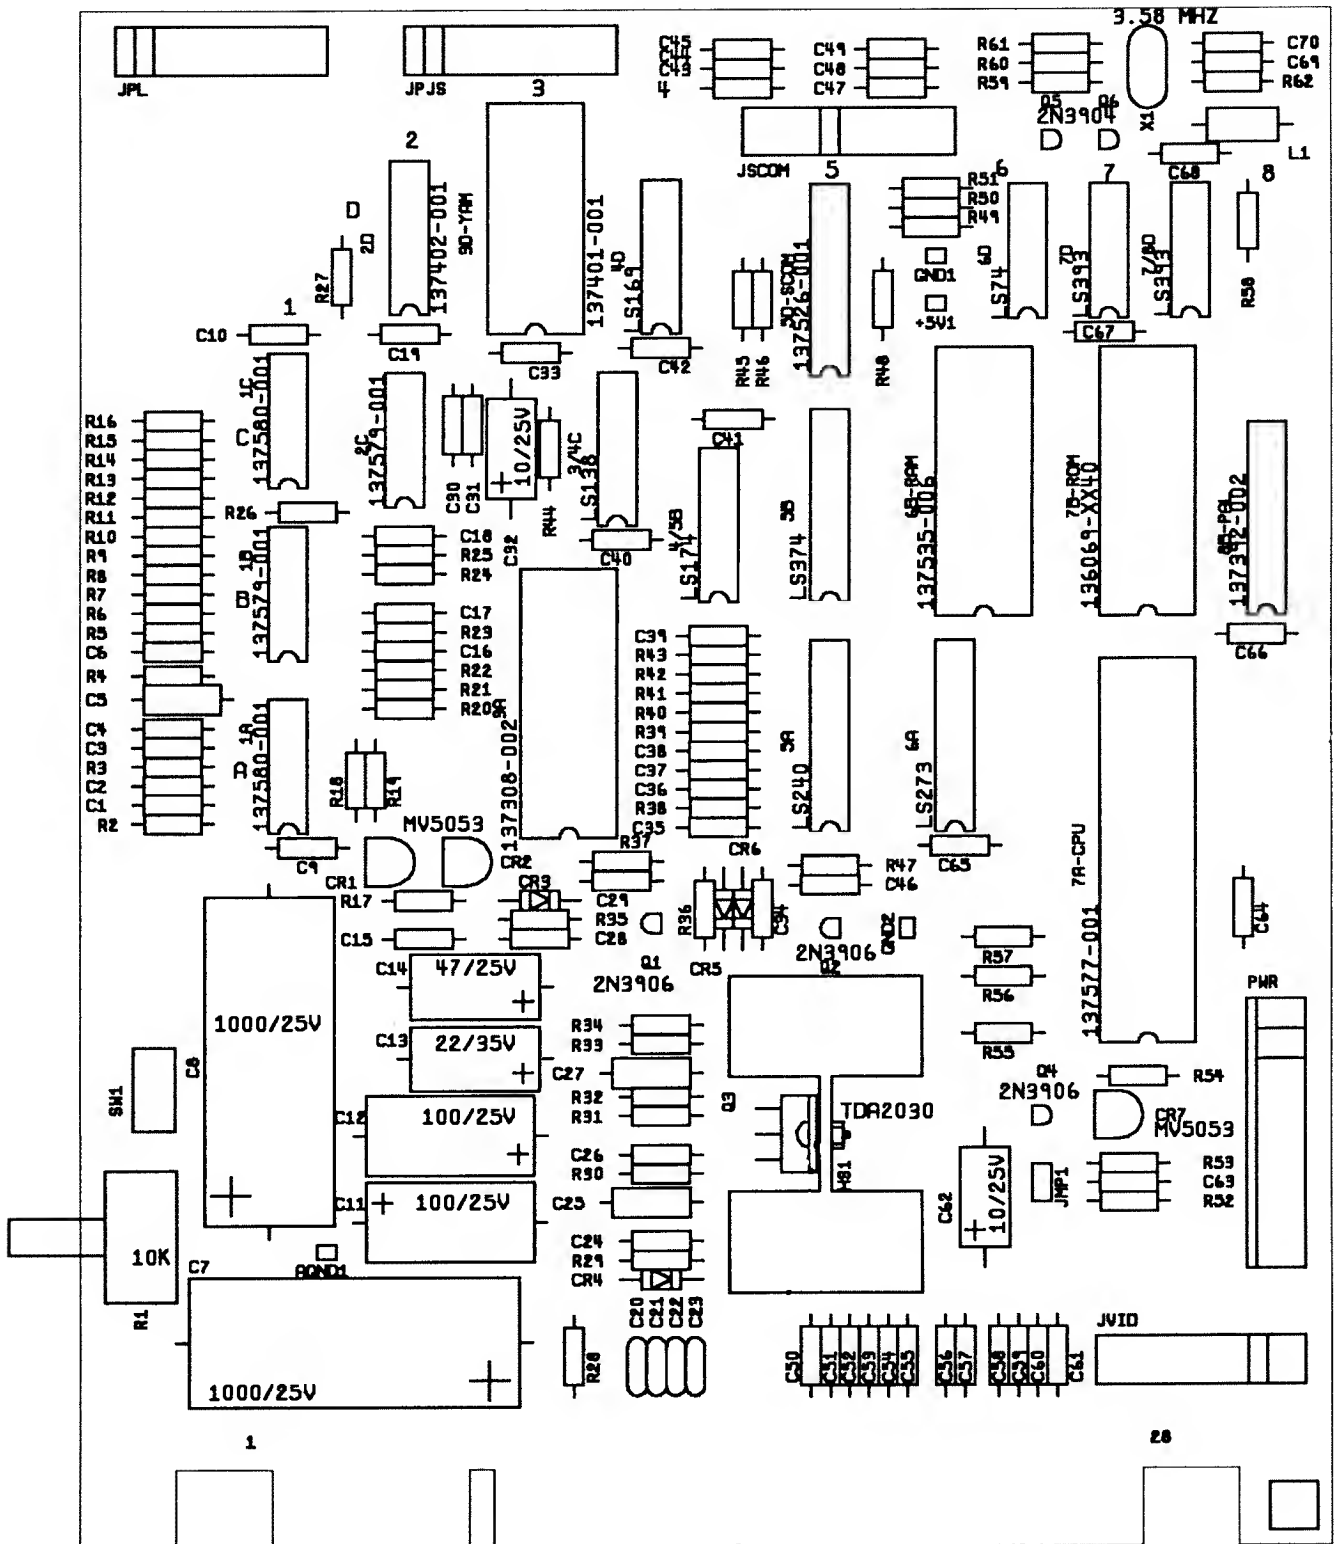 3.58 MHZ
C45
C44
C43
4
C49
C48
C47
R61
R60
R59
C70
C69
R62
JPL
JPJS
3
Q5
Q6
2N3904
X1
L1
C68
2
JSCOM
5
R51
R50
R49
6
7
8
D
2D
137402-001
9D-YAM
137401-001
4D
LS169
R27
R45
R46
5D-SCOM
137526-001
R48
GND1
+5V1
6D
LS74
7D
LS393
7/8D
LS393
R58
1
C10
C19
C33
C42
C67
1C
C
137580-001
2C
137579-001
C30
C31
10/25V
C32
R44
3/4C
LS138
C40
C41
R16
R15
R14
R13
R12
R11
R10
R9
R8
R7
R6
R5
C6
R4
C5
C4
C3
R3
C2
C1
R2
R26
C18
R25
R24
1B
B
137579-001
C17
R23
C16
R22
R21
R20
4/5B
LS174
5B
LS374
6B-RAM
137535-006
7B-ROM
136069-XX40
137392-002
C66
C39
R43
R42
R41
R40
R39
C38
C37
C36
R38
C35
1A
A
137580-001
R18
R19
137308-002
5A
LS240
6A
LS273
7A-CPU
137577-001
C9
MV5053
CR1
CR2
R37
CR6
R47
C46
C65
C64
R17
CR3
C29
R35
C28
R36
C34
C15
Q1
2N3906
CR5
2N3906
Q2
GND2
R57
R56
R55
PWR
C14
47/25V
1000/25V
C8
C13
22/35V
R34
R33
C27
SW1
C12
100/25V
R32
R31
Q3
TDA2030
HS1
Q4
2N3906
R54
CR7
MV5053
C26
R30
C11
100/25V
C25
C62
10/25V
JMP1
R53
C63
R52
10K
R1
C7
AGND1
C24
R29
CR4
C20
C21
C22
C23
1000/25V
R28
C50
C51
C52
C53
C54
C55
C56
C57
C58
C59
C60
C61
JVID
1
28